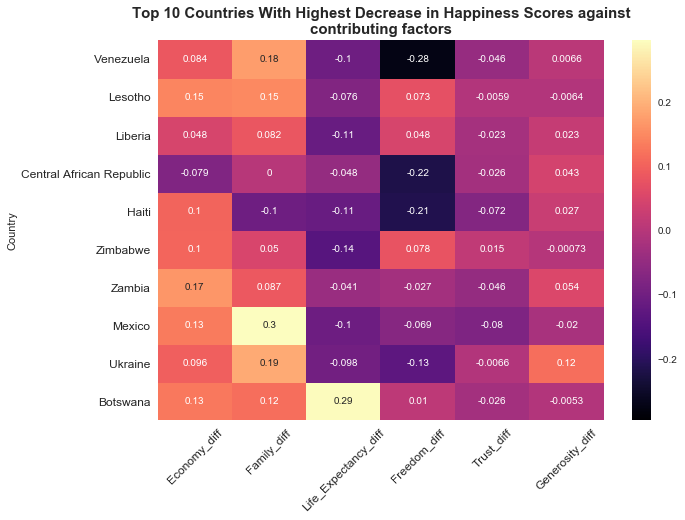 Top 10 Countries With Highest Decrease in Happiness Scores against
contributing factors
Country
Venezuela 0.084 0.18 -0.1 -0.28 -0.046 0.0066
Lesotho 0.15 0.15 -0.076 0.073 -0.0059 -0.0064
Liberia 0.048 0.082 -0.11 0.048 -0.023 0.023
Central African Republic -0.079 0 -0.048 -0.22 -0.026 0.043
Haiti 0.1 -0.1 -0.11 -0.21 -0.072 0.027
Zimbabwe 0.1 0.05 -0.14 0.078 0.015 -0.00073
Zambia 0.17 0.087 -0.041 -0.027 -0.046 0.054
Mexico 0.13 0.3 -0.1 -0.069 -0.08 -0.02
Ukraine 0.096 0.19 -0.098 -0.13 -0.0066 0.12
Botswana 0.13 0.12 0.29 0.01 -0.026 -0.0053
Economy_diff Family_diff Life_Expectancy_diff Freedom_diff Trust_diff Generosity_diff
0.2
0.1
0.0
−0.1
−0.2